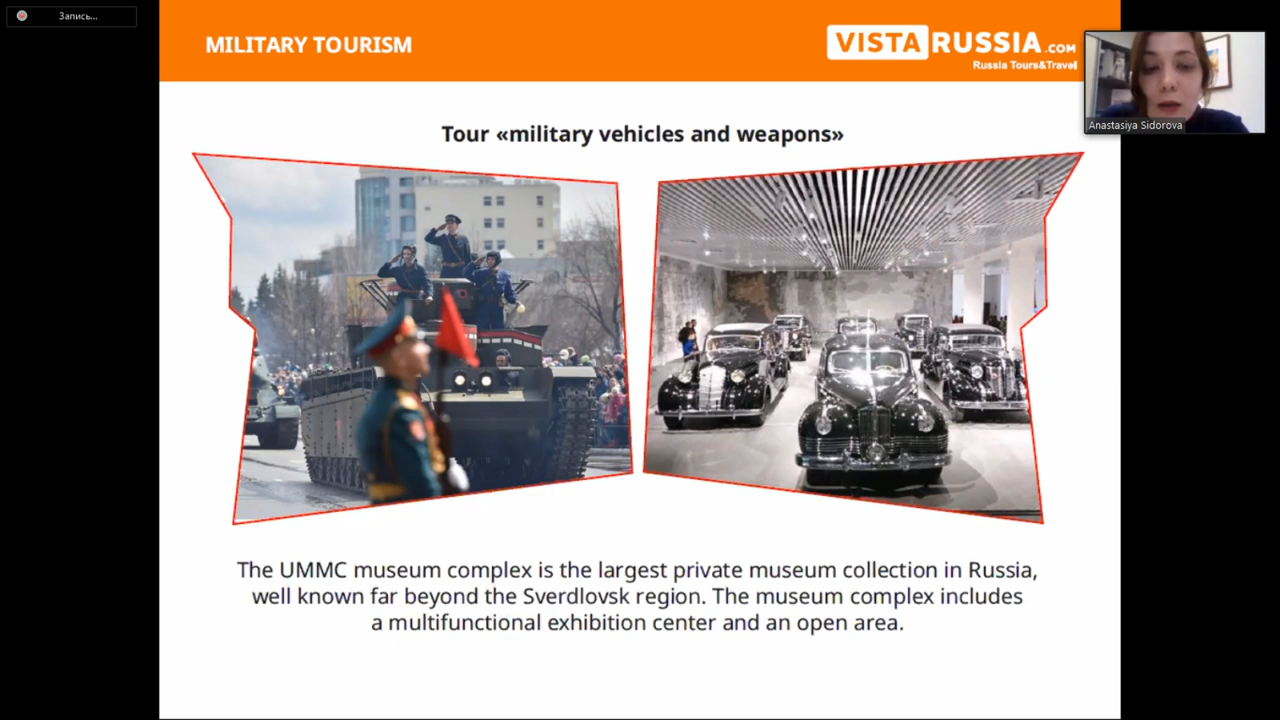 Запись...
MILITARY TOURISM
VISTA RUSSIA .COM
Russia Tours&Travel
Anastasiya Sidorova
Tour «military vehicles and weapons»
The UMMC museum complex is the largest private museum collection in Russia,
well known far beyond the Sverdlovsk region. The museum complex includes
a multifunctional exhibition center and an open area.